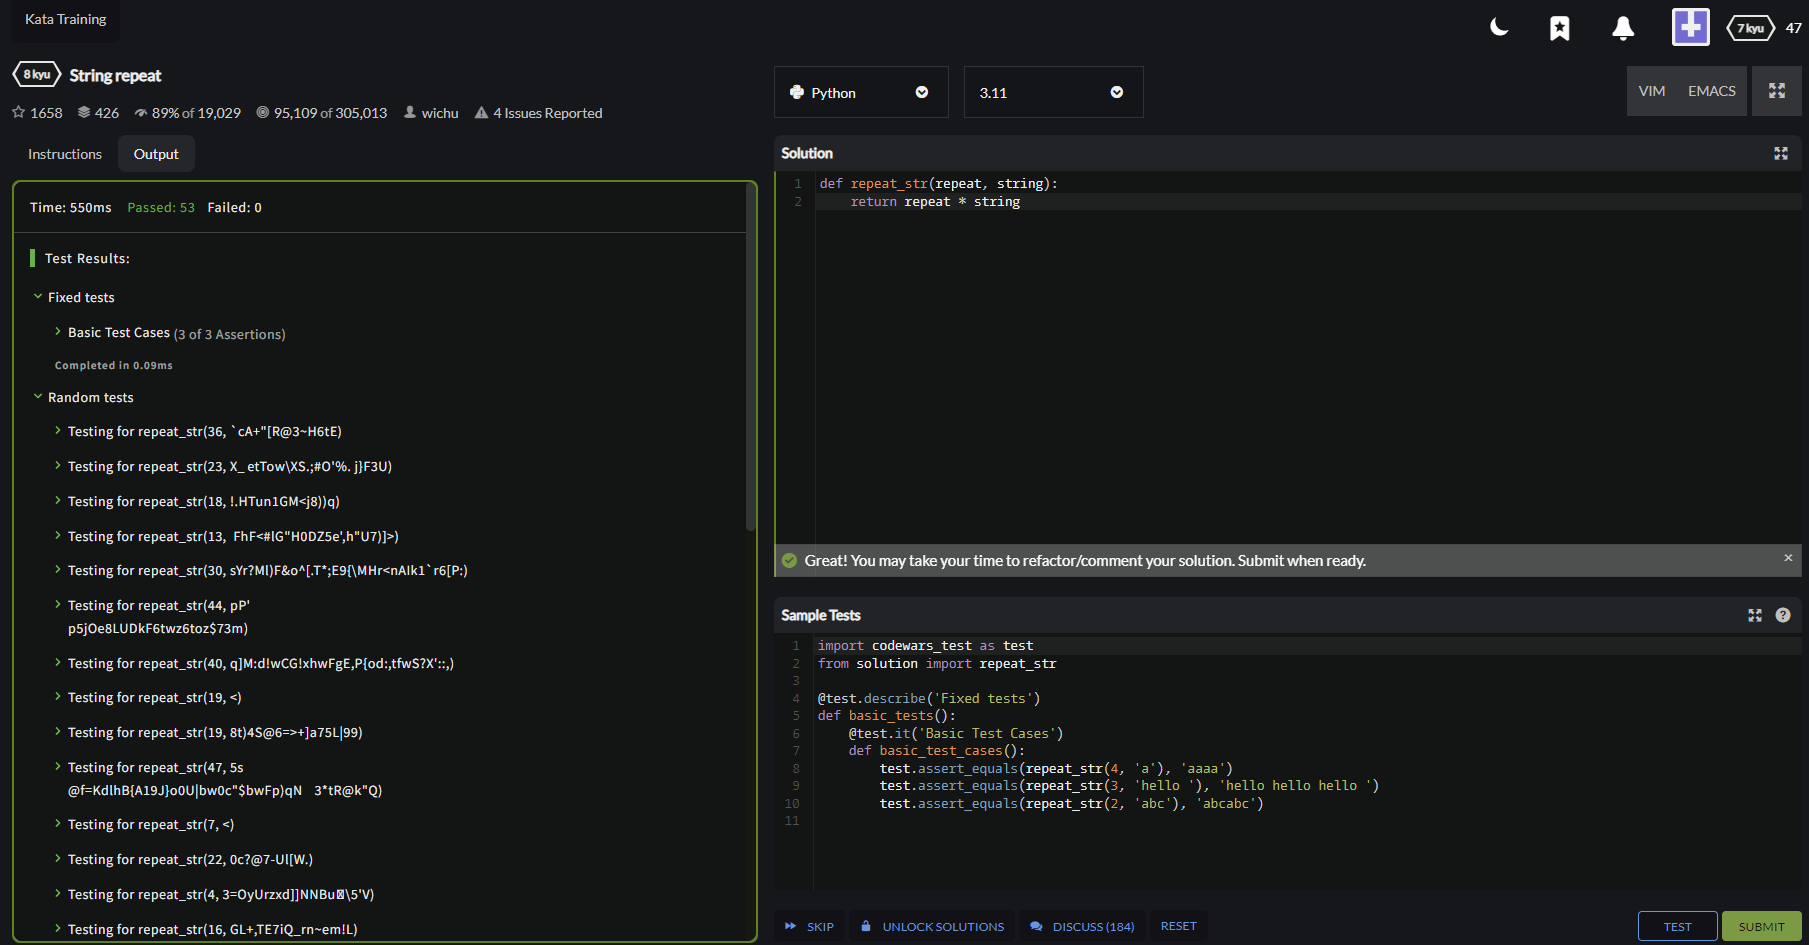 Kata Training
7 kyu 47
8 kyu String repeat
1658 426 89% of 19,029 95,109 of 305,013 wichu 4 Issues Reported
Instructions Output
Time: 550ms Passed: 53 Failed: 0
Test Results:
Fixed tests
Basic Test Cases (3 of 3 Assertions)
Completed in 0.09ms
Random tests
Testing for repeat_str(36, `cA+"[R@3~H6tE)
Testing for repeat_str(23, X_ etTow\XS.;#O'%. j}F3U)
Testing for repeat_str(18, !.HTun1GM<j8))q)
Testing for repeat_str(13,  FhF<#lG"H0DZ5e',h"U7)]>)
Testing for repeat_str(30, sYr?Ml)F&o^[.T*;E9{\MHr<nAIk1`r6[P:)
Testing for repeat_str(44, pP'
p5jOe8LUDkF6twz6toz$73m)
Testing for repeat_str(40, q]M:d!wCG!xhwFgE,P{od:,tfwS?X'::,)
Testing for repeat_str(19, <)
Testing for repeat_str(19, 8t)4S@6=>+]a75L|99)
Testing for repeat_str(47, 5s
@f=KdlhB{A19J}o0U|bw0c"$bwFp)qN   3*tR@k"Q)
Testing for repeat_str(7, <)
Testing for repeat_str(22, 0c?@7-Ul[W.)
Testing for repeat_str(4, 3=OyUrzxd]]NNBu\5'V)
Testing for repeat_str(16, GL+,TE7iQ_rn~em!L)
Python 3.11
VIM EMACS
Solution
1 def repeat_str(repeat, string):
2     return repeat * string
Great! You may take your time to refactor/comment your solution. Submit when ready.
Sample Tests
1 import codewars_test as test
2 from solution import repeat_str
3
4 @test.describe('Fixed tests')
5 def basic_tests():
6     @test.it('Basic Test Cases')
7     def basic_test_cases():
8         test.assert_equals(repeat_str(4, 'a'), 'aaaa')
9         test.assert_equals(repeat_str(3, 'hello '), 'hello hello hello ')
10         test.assert_equals(repeat_str(2, 'abc'), 'abcabc')
11
SKIP UNLOCK SOLUTIONS DISCUSS (184) RESET TEST SUBMIT